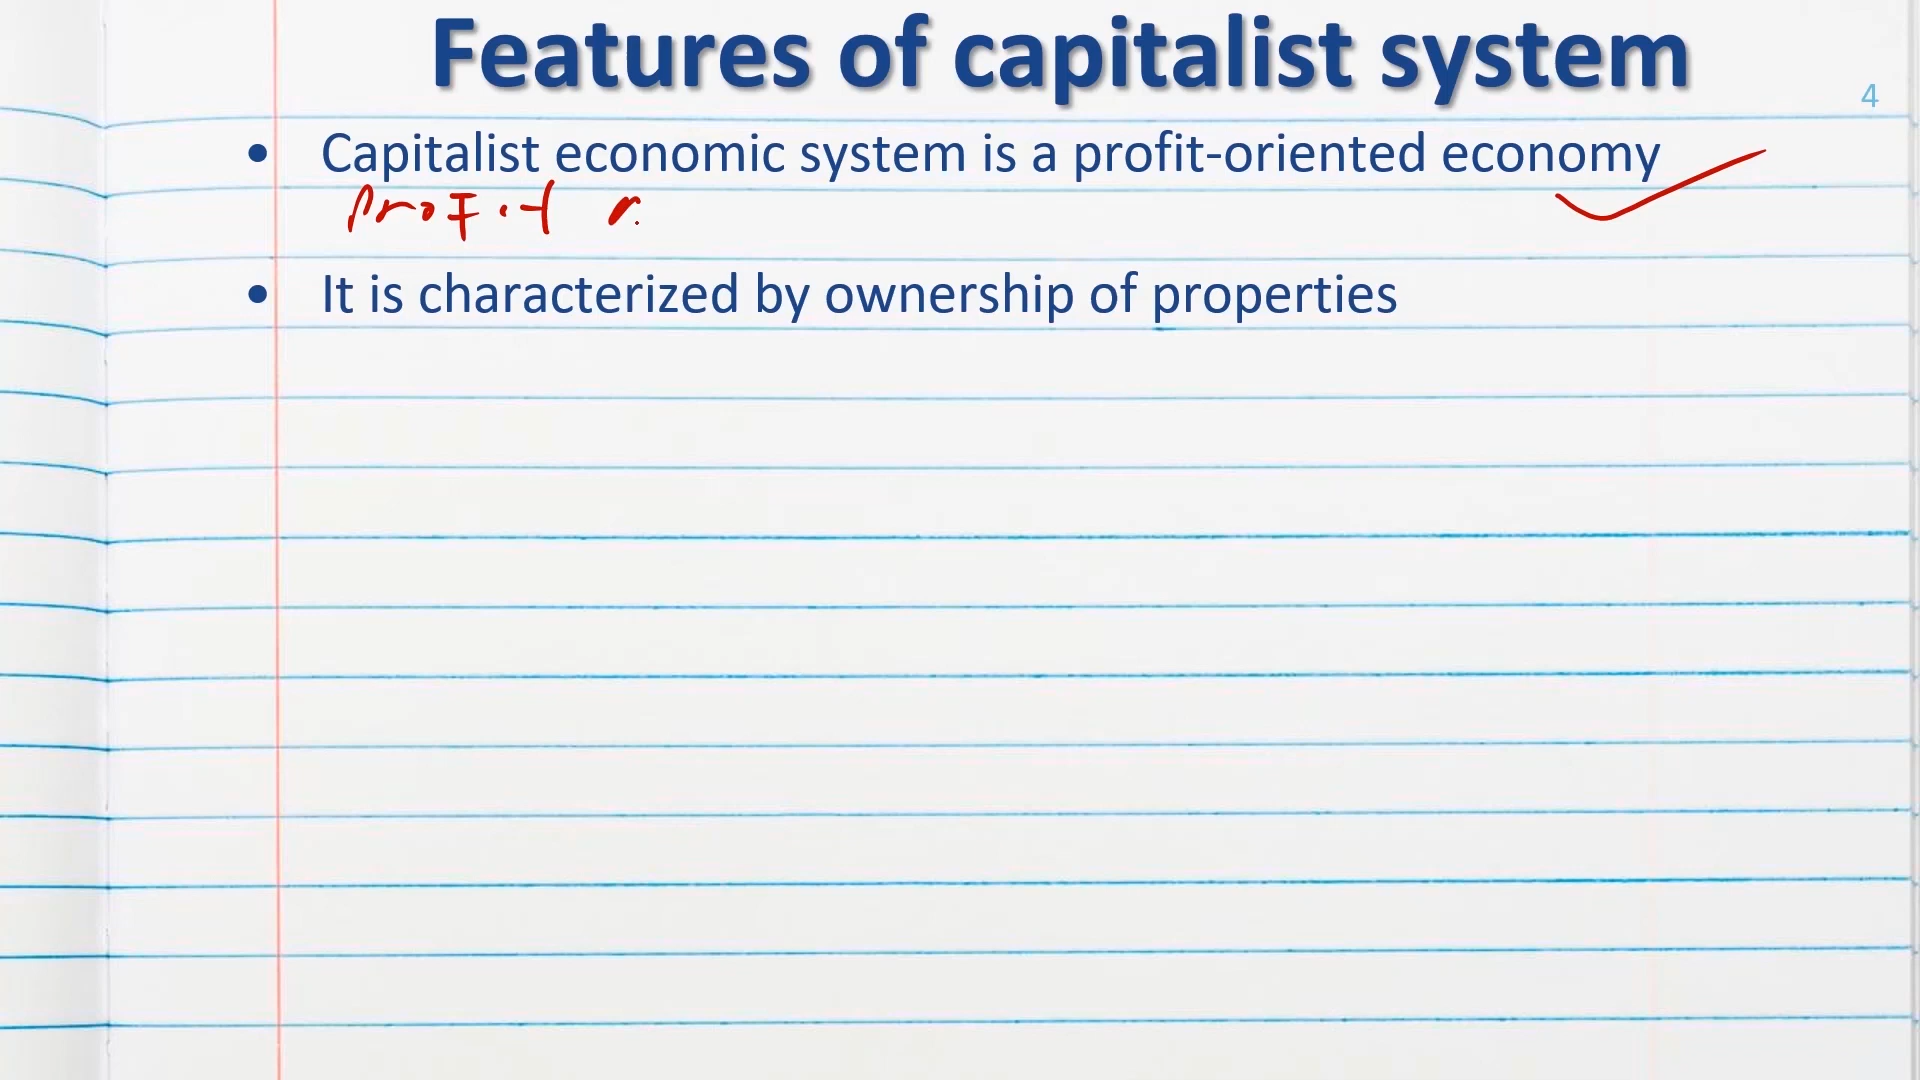 Features of capitalist system
4
• Capitalist economic system is a profit-oriented economy
Profit
• It is characterized by ownership of properties